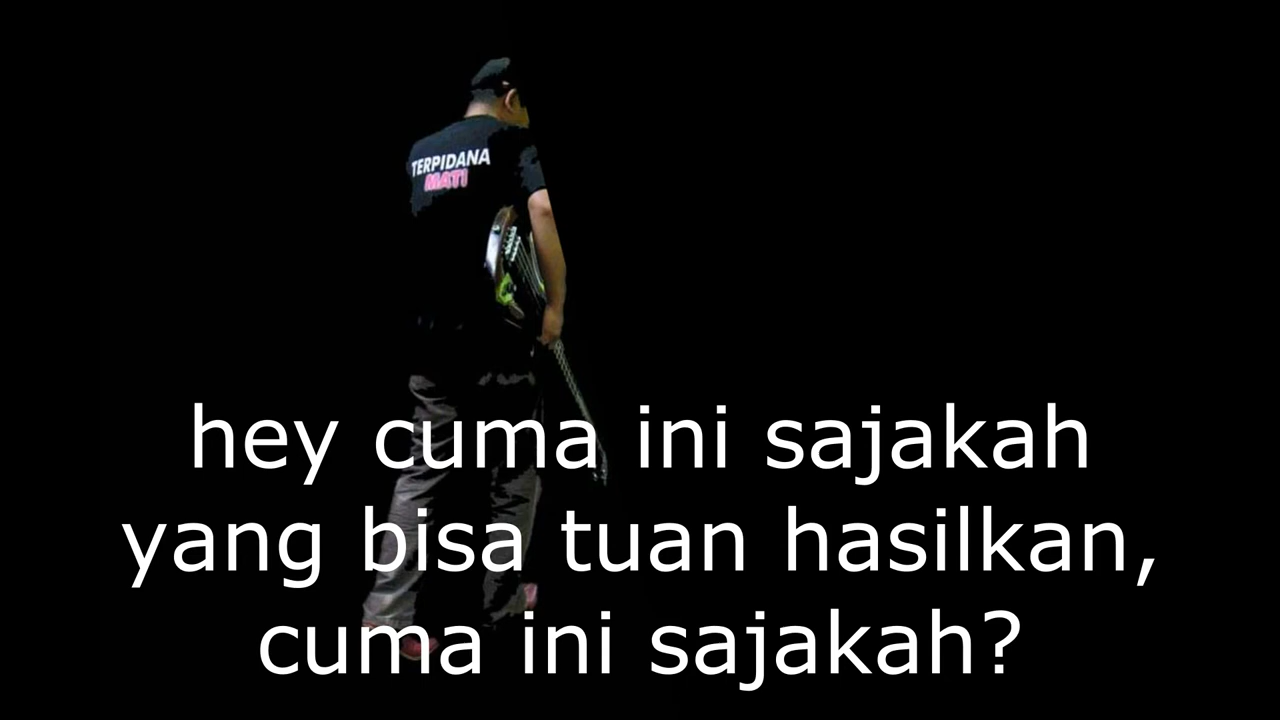 TERPIDANA
MATI
hey cuma ini sajakah
yang bisa tuan hasilkan,
cuma ini sajakah?